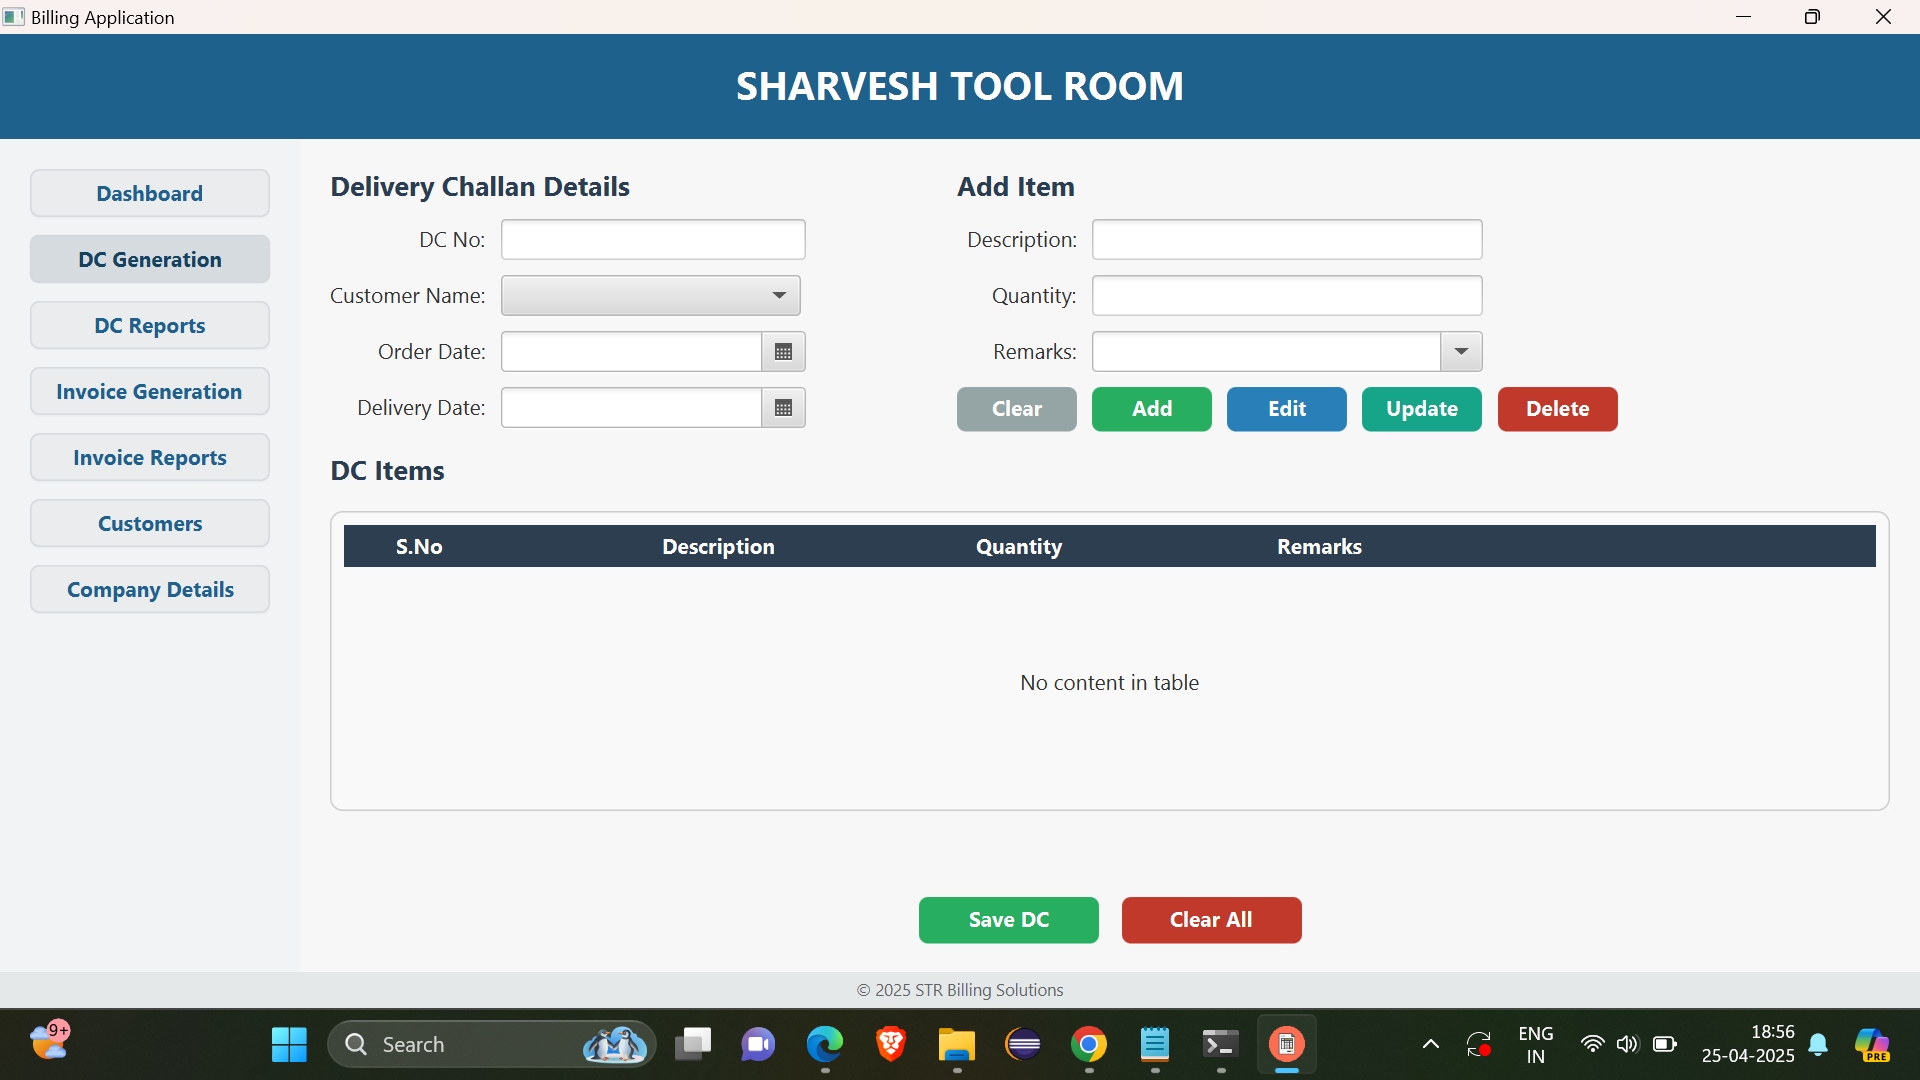 Billing Application
SHARVESH TOOL ROOM
Dashboard
DC Generation
DC Reports
Invoice Generation
Invoice Reports
Customers
Company Details
Delivery Challan Details
DC No:
Customer Name:
Order Date:
Delivery Date:
Add Item
Description:
Quantity:
Remarks:
Clear Add Edit Update Delete
DC Items
S.No Description Quantity Remarks
No content in table
Save DC Clear All
© 2025 STR Billing Solutions
9+
Search
ENG
IN
18:56
25-04-2025
PRE